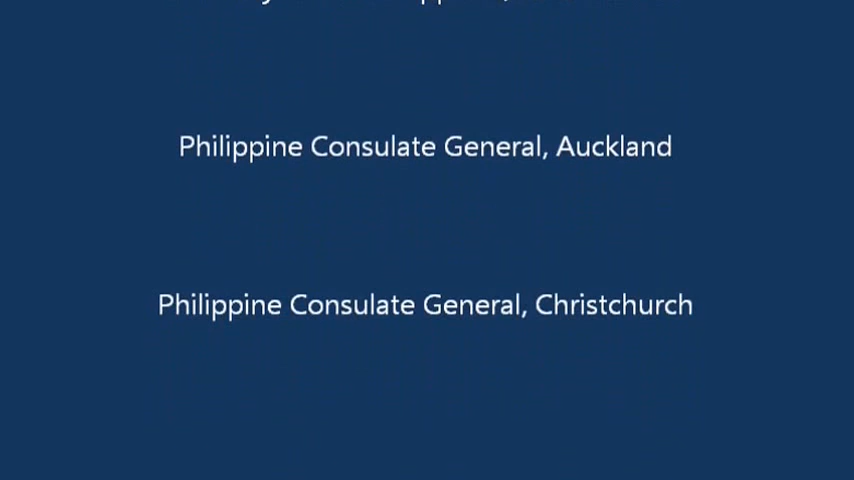 Philippine Consulate General, Auckland
Philippine Consulate General, Christchurch